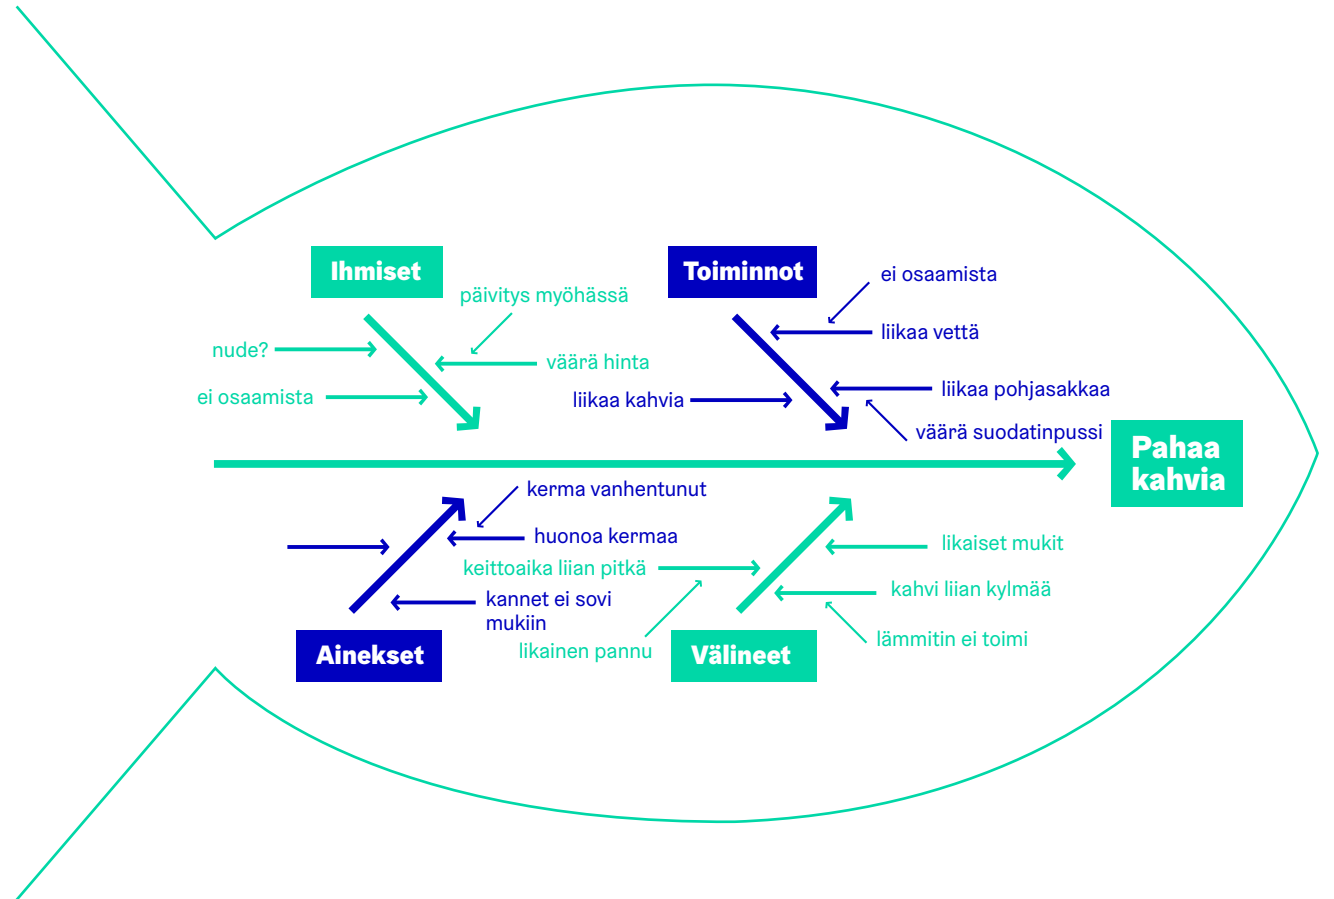 Ihmiset
päivitys myöhässä
nude?
väärä hinta
ei osaamista
Toiminnot
ei osaamista
liikaa vettä
liikaa kahvia
liikaa pohjasakkaa
väärä suodatinpussi
Pahaa
kahvia
kerma vanhentunut
huonoa kermaa
kannet ei sovi
mukiin
Ainekset
keittoaika liian pitkä
likainen pannu
likaiset mukit
kahvi liian kylmää
lämmitin ei toimi
Välineet